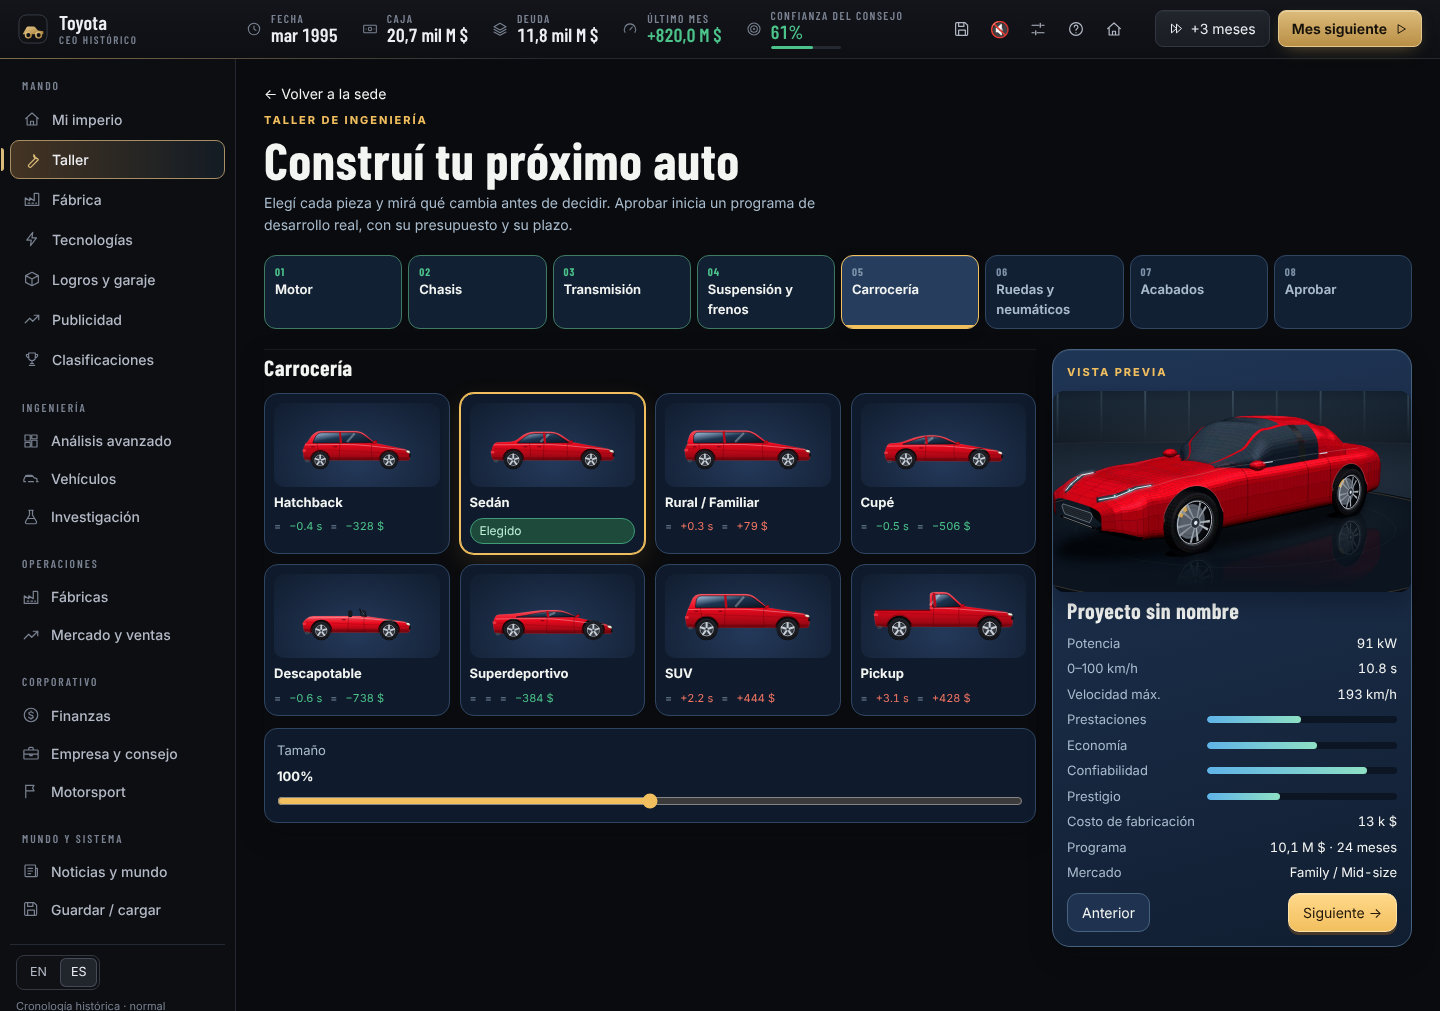 Toyota
CEO HISTÓRICO
FECHA
mar 1995
CAJA
20,7 mil M $
DEUDA
11,8 mil M $
ÚLTIMO MES
+820,0 M $
CONFIANZA DEL CONSEJO
61%
+3 meses
Mes siguiente
MANDO
Mi imperio
Taller
Fábrica
Tecnologías
Logros y garaje
Publicidad
Clasificaciones
INGENIERÍA
Análisis avanzado
Vehículos
Investigación
OPERACIONES
Fábricas
Mercado y ventas
CORPORATIVO
Finanzas
Empresa y consejo
Motorsport
MUNDO Y SISTEMA
Noticias y mundo
Guardar / cargar
EN ES
Cronología histórica · normal
← Volver a la sede
TALLER DE INGENIERÍA
Construí tu próximo auto
Elegí cada pieza y mirá qué cambia antes de decidir. Aprobar inicia un programa de
desarrollo real, con su presupuesto y su plazo.
01
Motor
02
Chasis
03
Transmisión
04
Suspensión y
frenos
05
Carrocería
06
Ruedas y
neumáticos
07
Acabados
08
Aprobar
Carrocería
Hatchback
= −0.4 s = −328 $
Sedán
Elegido
Rural / Familiar
= +0.3 s = +79 $
Cupé
= −0.5 s = −506 $
Descapotable
= −0.6 s = −738 $
Superdeportivo
= = = −384 $
SUV
= +2.2 s = +444 $
Pickup
= +3.1 s = +428 $
Tamaño
100%
VISTA PREVIA
Proyecto sin nombre
Potencia 91 kW
0–100 km/h 10.8 s
Velocidad máx. 193 km/h
Prestaciones
Economía
Confiabilidad
Prestigio
Costo de fabricación 13 k $
Programa 10,1 M $ · 24 meses
Mercado Family / Mid-size
Anterior
Siguiente →